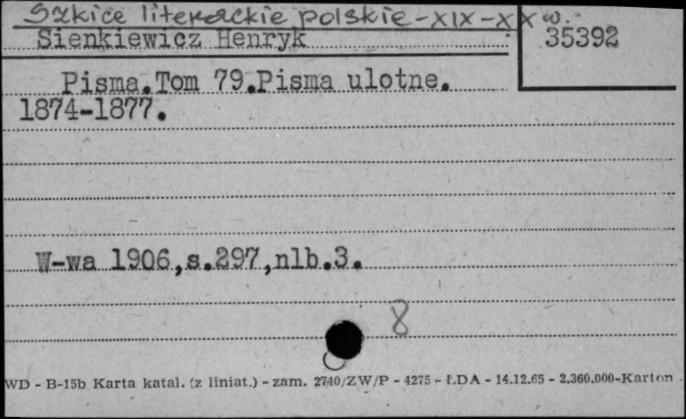 Szkice literackie polskie - XIX - XX w.
Sienkiewicz Henryk
35392
Pisma.Tom 79.Pisma ulotne.
1874-1877.
W-wa 1906,s.297,nlb.3.
8
WD - B-15b Karta katal. (z liniat.) - zam. 2740/ZW/P - 4275 - ŁDA - 14.12.65 - 2.360.000-Karton